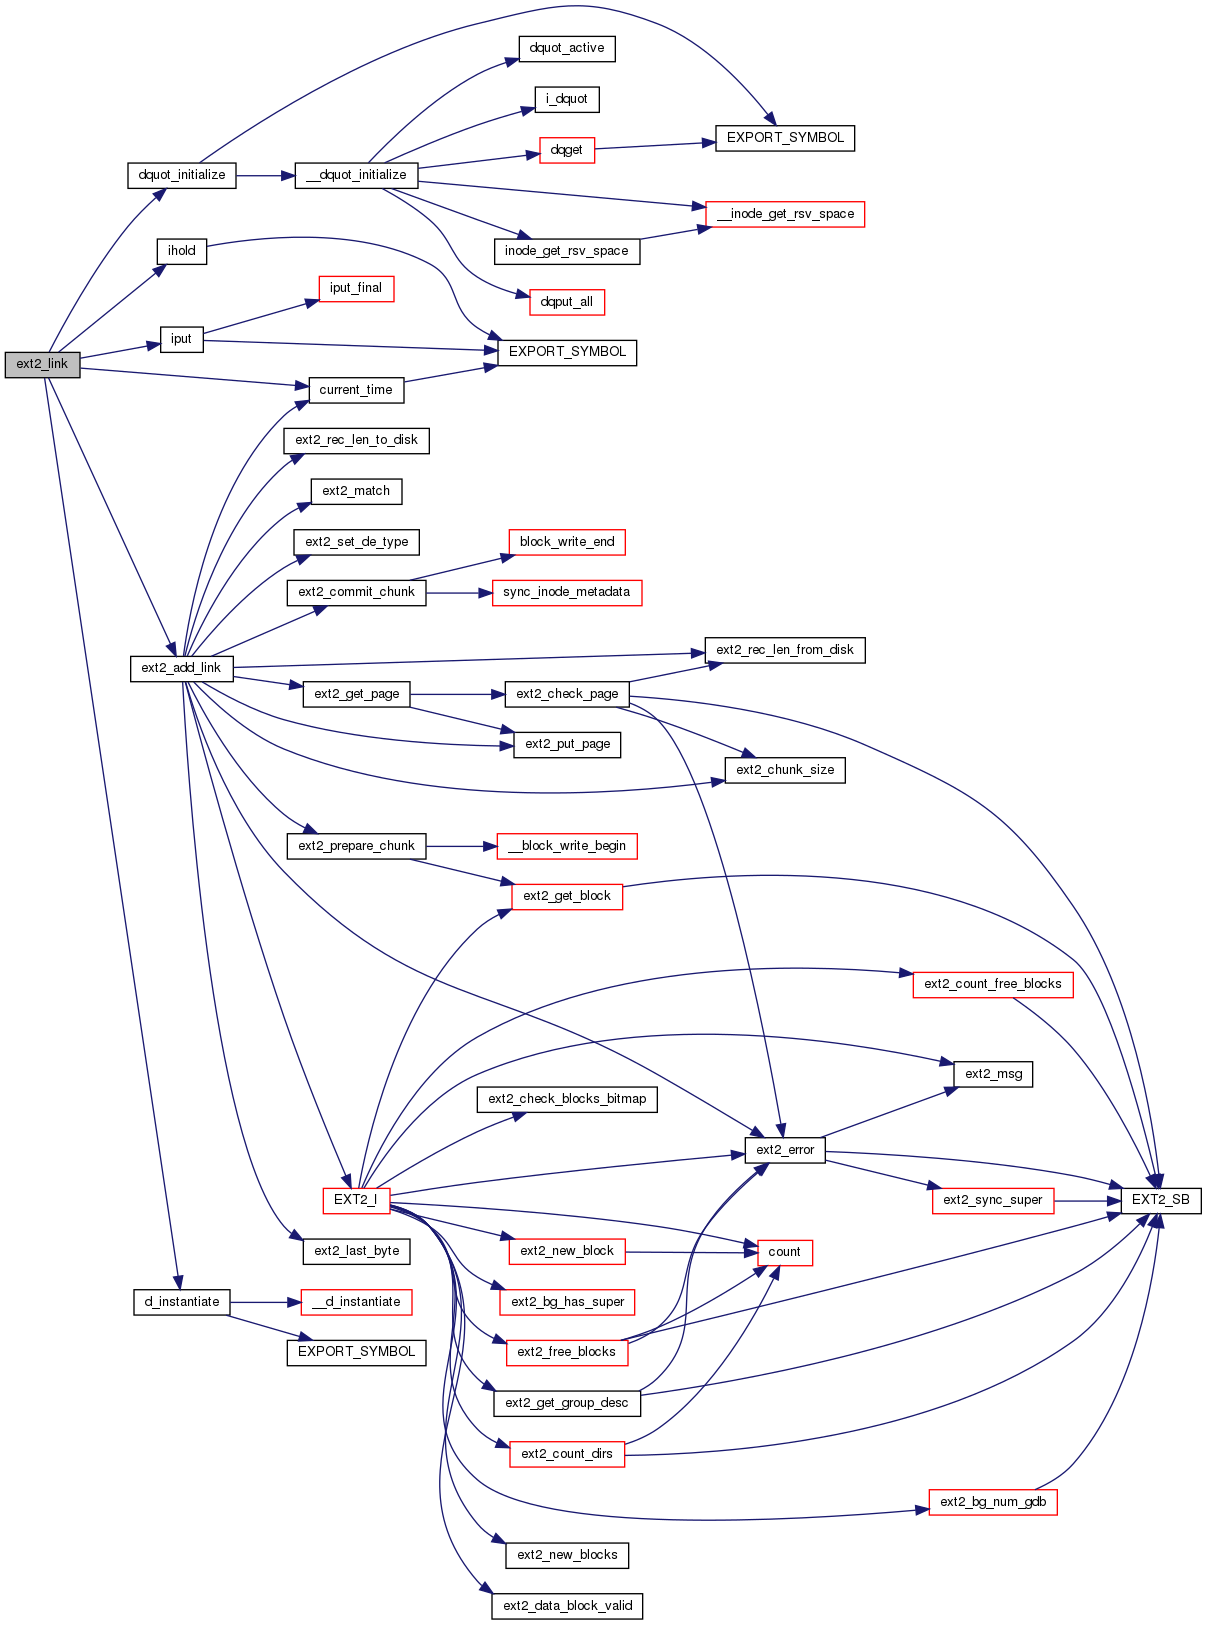 dquot_active
i_dquot
EXPORT_SYMBOL
dqget
dquot_initialize
__dquot_initialize
__inode_get_rsv_space
ihold
inode_get_rsv_space
iput_final
dqput_all
iput
EXPORT_SYMBOL
ext2_link
current_time
ext2_rec_len_to_disk
ext2_match
ext2_set_de_type
block_write_end
ext2_commit_chunk
sync_inode_metadata
ext2_rec_len_from_disk
ext2_add_link
ext2_get_page
ext2_check_page
ext2_put_page
ext2_chunk_size
ext2_prepare_chunk
__block_write_begin
ext2_get_block
ext2_count_free_blocks
ext2_msg
ext2_check_blocks_bitmap
ext2_error
EXT2_I
ext2_sync_super
EXT2_SB
ext2_last_byte
ext2_new_block
count
d_instantiate
__d_instantiate
ext2_bg_has_super
EXPORT_SYMBOL
ext2_free_blocks
ext2_get_group_desc
ext2_count_dirs
ext2_bg_num_gdb
ext2_new_blocks
ext2_data_block_valid